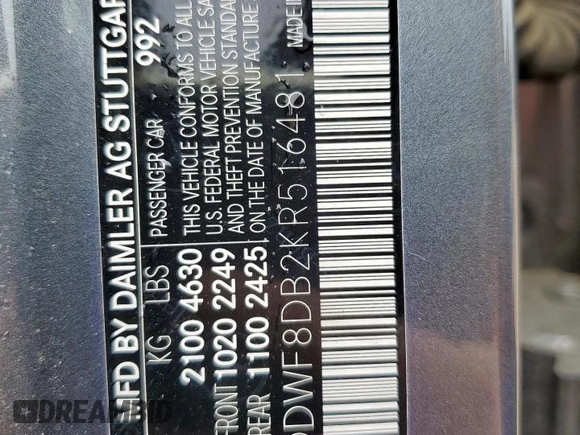 MFD BY DAIMLER AG STUTTGAR
KG LBS PASSENGER CAR 992
2100 4630 THIS VEHICLE CONFORMS TO ALL
FRONT 1020 2249 U.S. FEDERAL MOTOR VEHICLE SA
REAR 1100 2425 AND THEFT PREVENTION STANDA
ON THE DATE OF MANUFACTURE
DWF8DB2KR516481 MADE IN
DREAMBID